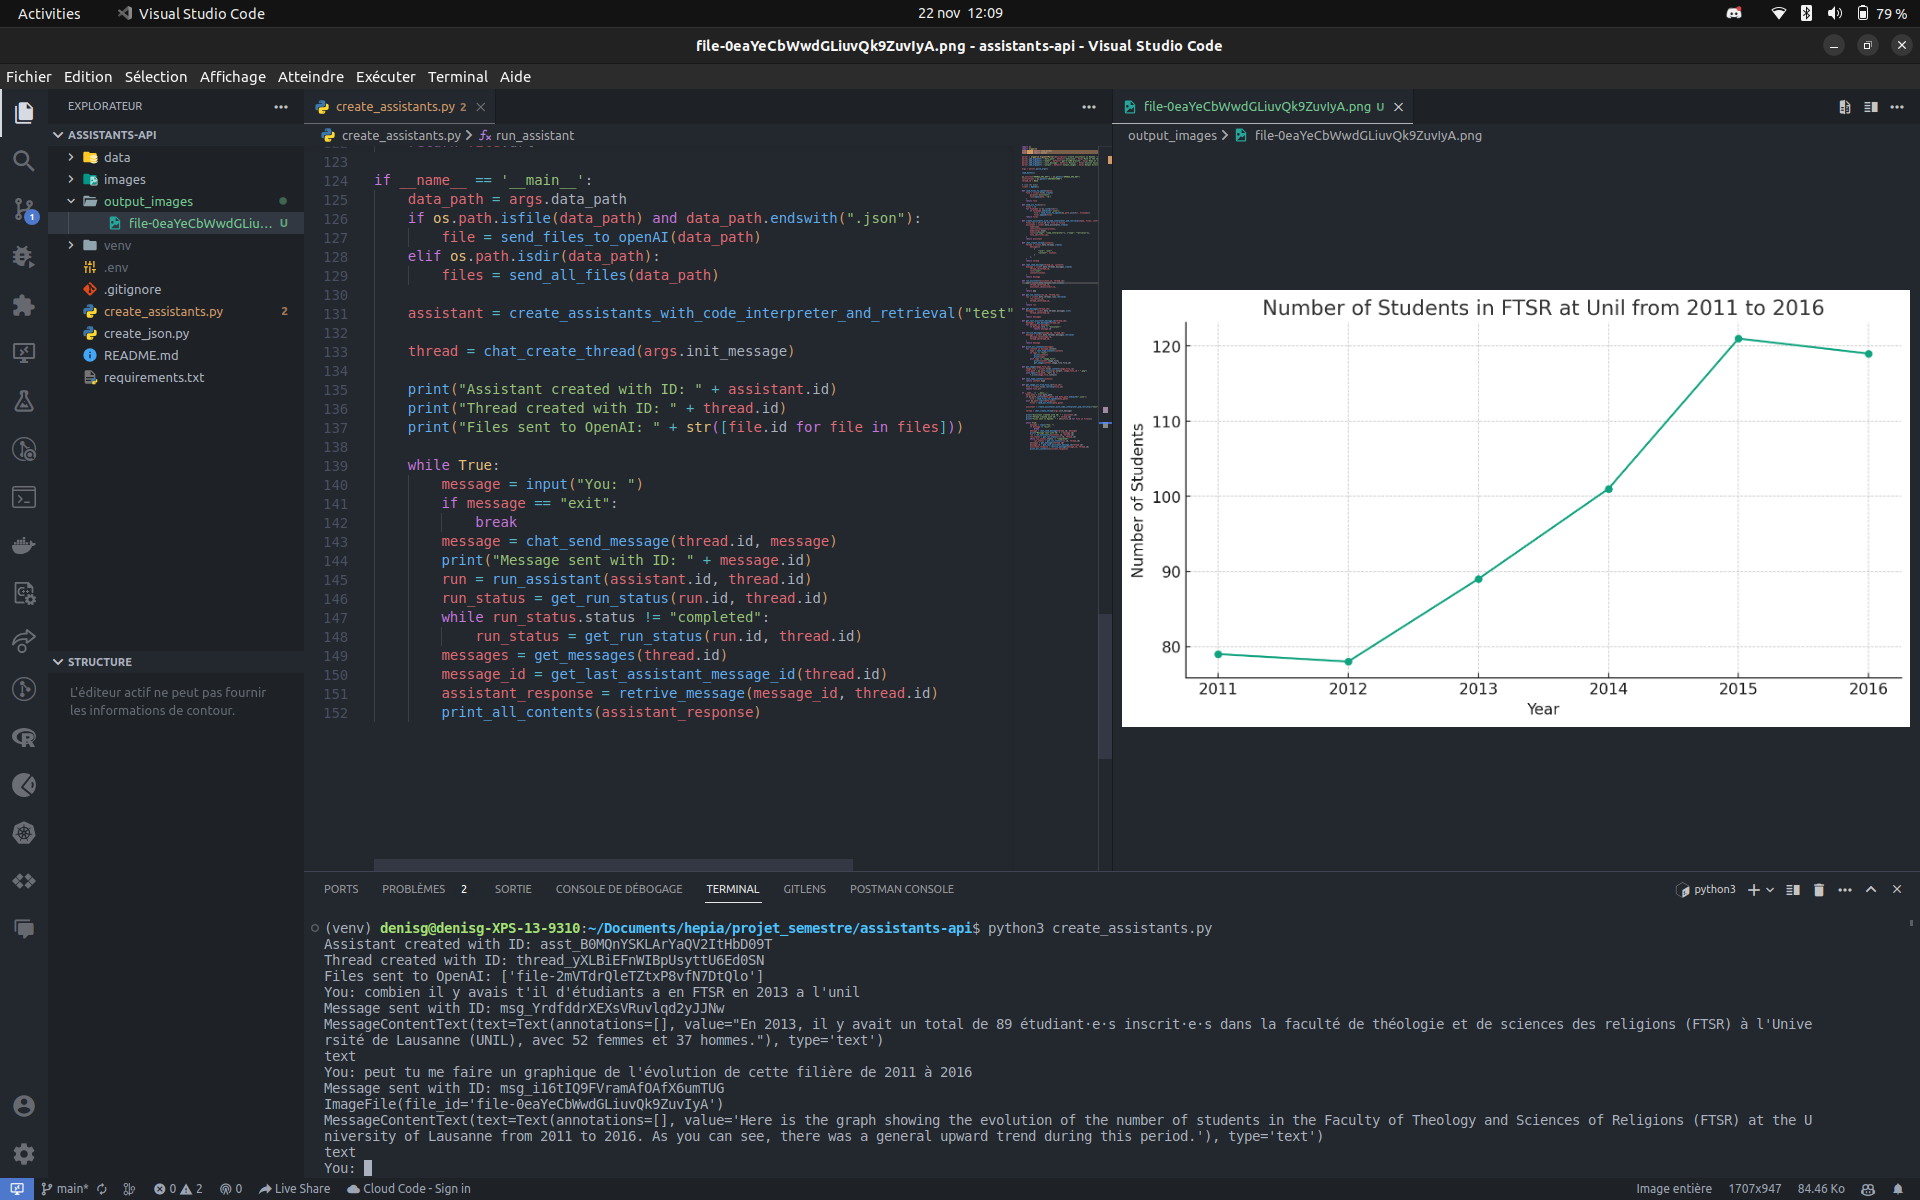 Activities
Visual Studio Code
22 nov 12:09
79 %
file-0eaYeCbWwdGLiuvQk9ZuvIyA.png - assistants-api - Visual Studio Code
Fichier Edition Sélection Affichage Atteindre Exécuter Terminal Aide
EXPLORATEUR
ASSISTANTS-API
data
images
output_images
file-0eaYeCbWwdGLiu... U
venv
.env
.gitignore
create_assistants.py 2
create_json.py
README.md
requirements.txt
STRUCTURE
L'éditeur actif ne peut pas fournir
les informations de contour.
1
create_assistants.py 2
create_assistants.py > run_assistant
123
124 if __name__ == '__main__':
125 data_path = args.data_path
126 if os.path.isfile(data_path) and data_path.endswith(".json"):
127 file = send_files_to_openAI(data_path)
128 elif os.path.isdir(data_path):
129 files = send_all_files(data_path)
130
131 assistant = create_assistants_with_code_interpreter_and_retrieval("test"
132
133 thread = chat_create_thread(args.init_message)
134
135 print("Assistant created with ID: " + assistant.id)
136 print("Thread created with ID: " + thread.id)
137 print("Files sent to OpenAI: " + str([file.id for file in files]))
138
139 while True:
140 message = input("You: ")
141 if message == "exit":
142 break
143 message = chat_send_message(thread.id, message)
144 print("Message sent with ID: " + message.id)
145 run = run_assistant(assistant.id, thread.id)
146 run_status = get_run_status(run.id, thread.id)
147 while run_status.status != "completed":
148 run_status = get_run_status(run.id, thread.id)
149 messages = get_messages(thread.id)
150 message_id = get_last_assistant_message_id(thread.id)
151 assistant_response = retrive_message(message_id, thread.id)
152 print_all_contents(assistant_response)
file-0eaYeCbWwdGLiuvQk9ZuvIyA.png U
output_images > file-0eaYeCbWwdGLiuvQk9ZuvIyA.png
Number of Students in FTSR at Unil from 2011 to 2016
Number of Students
120
110
100
90
80
2011 2012 2013 2014 2015 2016
Year
PORTS PROBLÈMES 2 SORTIE CONSOLE DE DÉBOGAGE TERMINAL GITLENS POSTMAN CONSOLE
python3
(venv) denisg@denisg-XPS-13-9310:~/Documents/hepia/projet_semestre/assistants-api$ python3 create_assistants.py
Assistant created with ID: asst_B0MQnYSKLArYaQV2ItHbD09T
Thread created with ID: thread_yXLBiEFnWIBpUsyttU6Ed0SN
Files sent to OpenAI: ['file-2mVTdrQleTZtxP8vfN7DtQlo']
You: combien il y avais t'il d'étudiants a en FTSR en 2013 a l'unil
Message sent with ID: msg_YrdfddrXEXsVRuvlqd2yJJNw
MessageContentText(text=Text(annotations=[], value="En 2013, il y avait un total de 89 étudiant·e·s inscrit·e·s dans la faculté de théologie et de sciences des religions (FTSR) à l'Unive
rsité de Lausanne (UNIL), avec 52 femmes et 37 hommes."), type='text')
text
You: peut tu me faire un graphique de l'évolution de cette filière de 2011 à 2016
Message sent with ID: msg_i16tIQ9FVramAfOAfX6umTUG
ImageFile(file_id='file-0eaYeCbWwdGLiuvQk9ZuvIyA')
MessageContentText(text=Text(annotations=[], value='Here is the graph showing the evolution of the number of students in the Faculty of Theology and Sciences of Religions (FTSR) at the U
niversity of Lausanne from 2011 to 2016. As you can see, there was a general upward trend during this period.'), type='text')
text
You:
main* 0 2 0 Live Share Cloud Code - Sign in
Image entière 1707x947 84.46 Ko